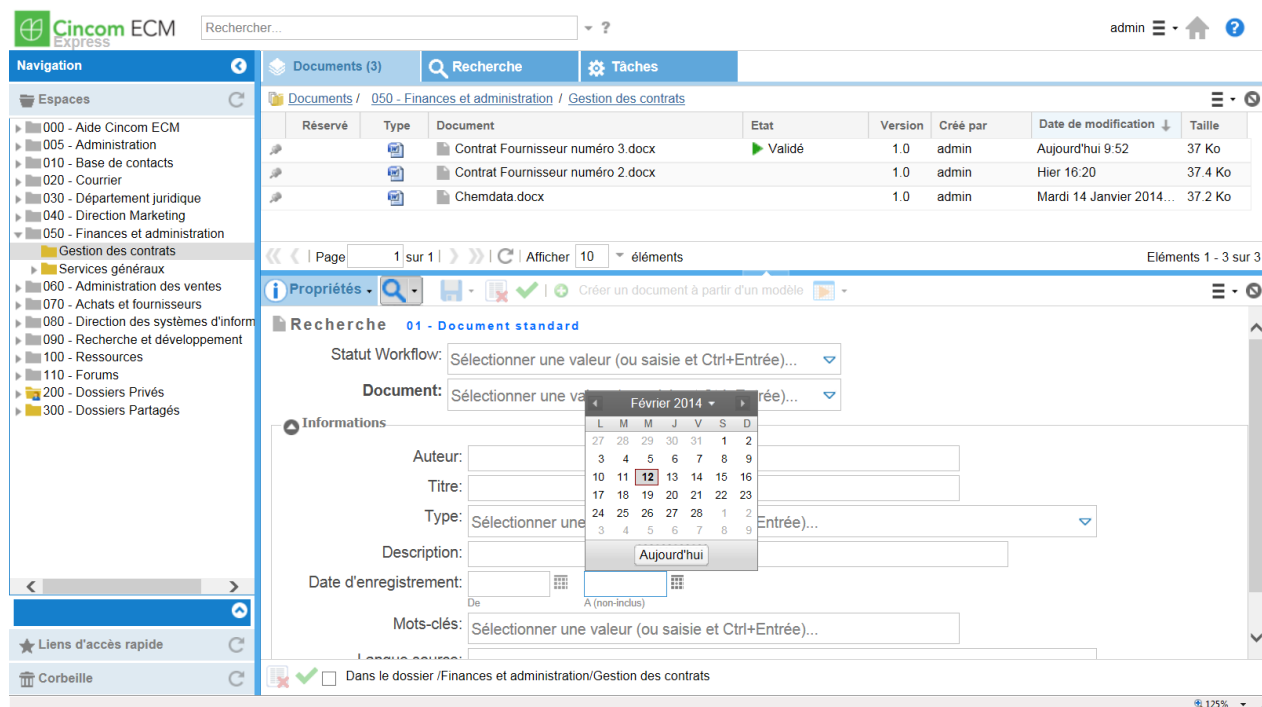 Cincom ECM
Express
Rechercher...
?
admin
?
Navigation
Documents (3)
Recherche
Tâches
Espaces
Documents / 050 - Finances et administration / Gestion des contrats
Réservé Type Document Etat Version Créé par Date de modification Taille
Contrat Fournisseur numéro 3.docx Validé 1.0 admin Aujourd'hui 9:52 37 Ko
Contrat Fournisseur numéro 2.docx 1.0 admin Hier 16:20 37.4 Ko
Chemdata.docx 1.0 admin Mardi 14 Janvier 2014... 37.2 Ko
000 - Aide Cincom ECM
005 - Administration
010 - Base de contacts
020 - Courrier
030 - Département juridique
040 - Direction Marketing
050 - Finances et administration
Gestion des contrats
Services généraux
060 - Administration des ventes
070 - Achats et fournisseurs
080 - Direction des systèmes d'inform
090 - Recherche et développement
100 - Ressources
110 - Forums
200 - Dossiers Privés
300 - Dossiers Partagés
Page 1 sur 1 Afficher 10 éléments Eléments 1 - 3 sur 3
Propriétés Créer un document à partir d'un modèle
Recherche 01 - Document standard
Statut Workflow: Sélectionner une valeur (ou saisie et Ctrl+Entrée)...
Document: Sélectionner une va rée)...
Février 2014
L M M J V S D
27 28 29 30 31 1 2
3 4 5 6 7 8 9
10 11 12 13 14 15 16
17 18 19 20 21 22 23
24 25 26 27 28 1 2
3 4 5 6 7 8 9
Aujourd'hui
Informations
Auteur:
Titre:
Type: Sélectionner une Entrée)...
Description:
Date d'enregistrement:
De A (non-inclus)
Mots-clés: Sélectionner une valeur (ou saisie et Ctrl+Entrée)...
Langue source:
Liens d'accès rapide
Corbeille
Dans le dossier /Finances et administration/Gestion des contrats
125%